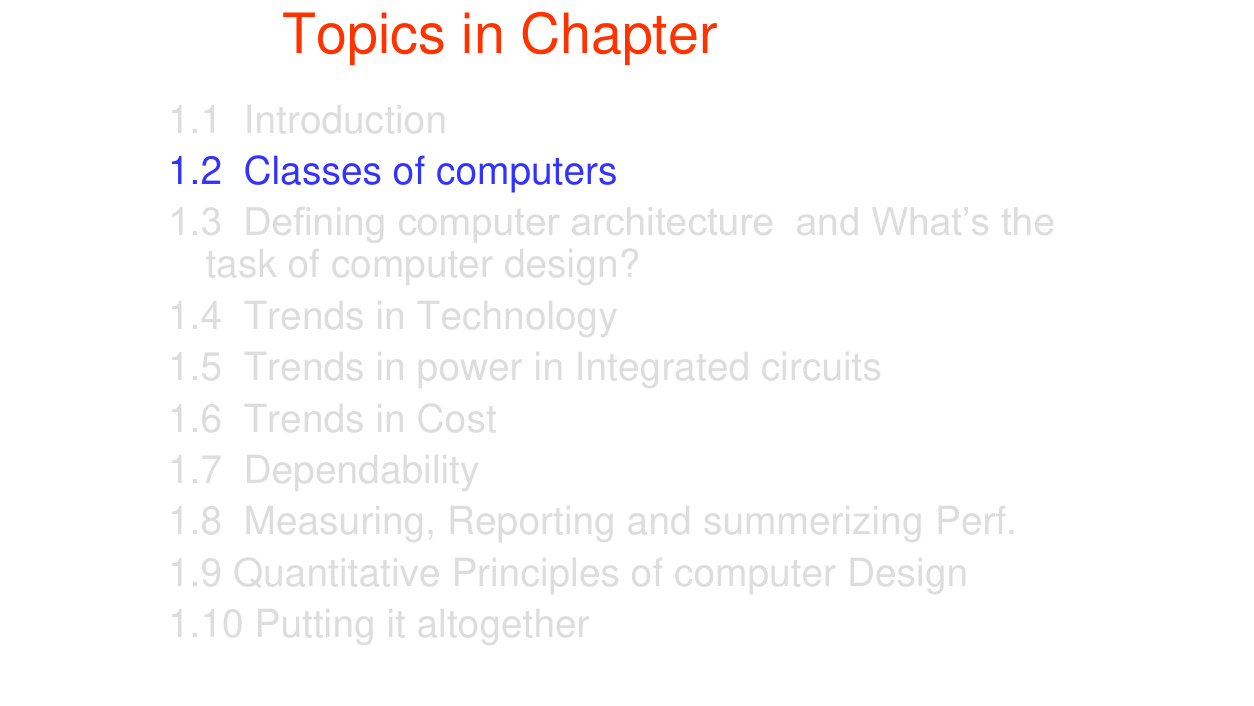 Topics in Chapter
1.1 Introduction
1.2 Classes of computers
1.3 Defining computer architecture and What’s the
task of computer design?
1.4 Trends in Technology
1.5 Trends in power in Integrated circuits
1.6 Trends in Cost
1.7 Dependability
1.8 Measuring, Reporting and summerizing Perf.
1.9 Quantitative Principles of computer Design
1.10 Putting it altogether